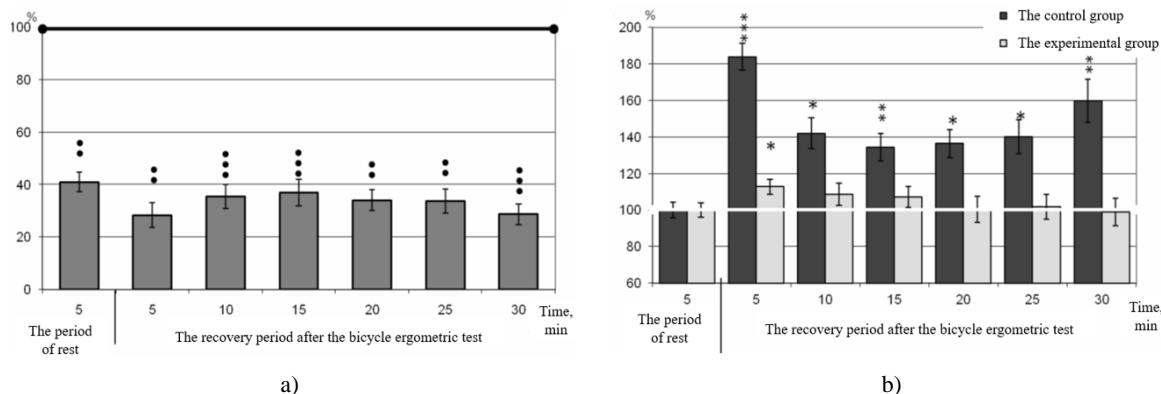 %
100
80
60
40
20
0
5
5
10
15
20
25
30
Time,
min
The period
of rest
The recovery period after the bicycle ergometric test
a)
%
200
180
160
140
120
100
80
60
***
*
*
**
*
*
**
The control group
The experimental group
5
5
10
15
20
25
30
Time,
min
The period
of rest
The recovery period after the bicycle ergometric test
b)